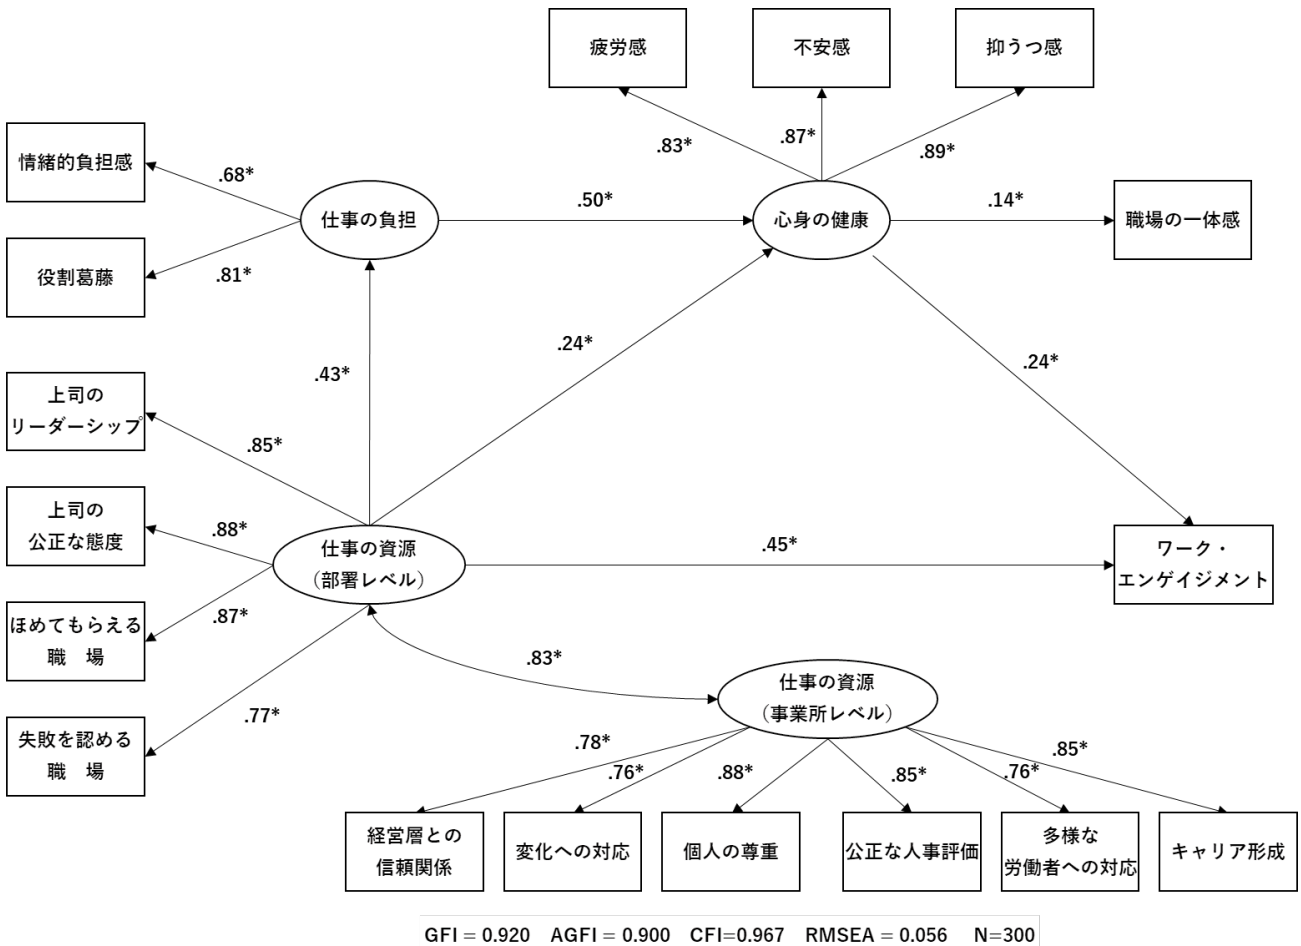 疲労感
不安感
抑うつ感
.83*
.87*
.89*
情緒的負担感
.68*
仕事の負担
.50*
心身の健康
.14*
職場の一体感
役割葛藤
.81*
.43*
.24*
.24*
上司の
リーダーシップ
.85*
上司の
公正な態度
.88*
仕事の資源
（部署レベル）
.45*
ワーク・
エンゲイジメント
ほめてもらえる
職　場
.87*
.83*
失敗を認める
職　場
.77*
仕事の資源
（事業所レベル）
.78*
.76*
.88*
.85*
.76*
.85*
経営層との
信頼関係
変化への対応
個人の尊重
公正な人事評価
多様な
労働者への対応
キャリア形成
GFI = 0.920　AGFI = 0.900　CFI=0.967　RMSEA = 0.056　N=300